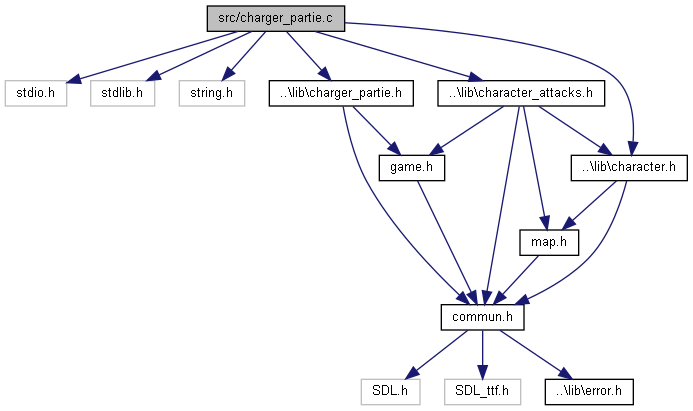 src/charger_partie.c
stdio.h
stdlib.h
string.h
..\lib\charger_partie.h
..\lib\character_attacks.h
game.h
..\lib\character.h
map.h
commun.h
SDL.h
SDL_ttf.h
..\lib\error.h